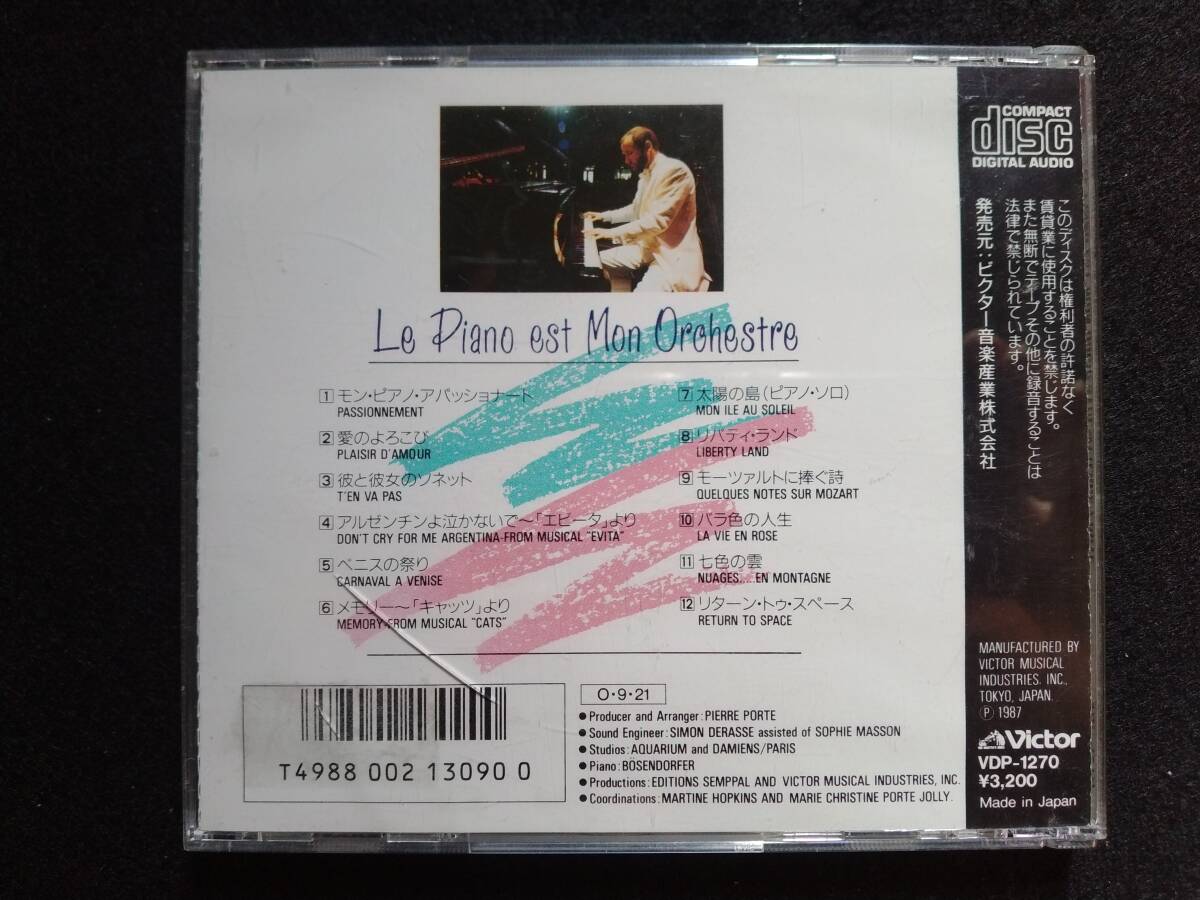 Le Piano est Mon Orchestre
1 モン・ピアノ・アパッショナート
PASSIONNEMENT
2 愛のよろこび
PLAISIR D'AMOUR
3 彼と彼女のソネット
T'EN VA PAS
4 アルゼンチンよ泣かないで〜「エビータ」より
DON'T CRY FOR ME ARGENTINA-FROM MUSICAL "EVITA"
5 ベニスの祭り
CARNAVAL A VENISE
6 メモリー〜「キャッツ」より
MEMORY-FROM MUSICAL "CATS"
7 太陽の島(ピアノ・ソロ)
MON ILE AU SOLEIL
8 リバティ・ランド
LIBERTY LAND
9 モーツァルトに捧ぐ詩
QUELQUES NOTES SUR MOZART
10 バラ色の人生
LA VIE EN ROSE
11 七色の雲
NUAGES....EN MONTAGNE
12 リターン・トゥ・スペース
RETURN TO SPACE
T4988 002 13090 0
O・9・21
●Producer and Arranger:PIERRE PORTE
●Sound Engineer:SIMON DERASSE assisted of SOPHIE MASSON
●Studios:AQUARIUM and DAMIENS/PARIS
●Piano:BÖSENDORFER
●Productions:EDITIONS SEMPPAL AND VICTOR MUSICAL INDUSTRIES, INC.
●Coordinations:MARTINE HOPKINS AND MARIE CHRISTINE PORTE JOLLY.
COMPACT
disc
DIGITAL AUDIO
このディスクは権利者の許諾なく
賃貸業に使用することを禁じます。
また無断でテープその他に録音することは
法律で禁じられています。
発売元:ビクター音楽産業株式会社
MANUFACTURED BY
VICTOR MUSICAL
INDUSTRIES, INC.,
TOKYO, JAPAN.
Ⓟ 1987
Victor
VDP-1270
¥3,200
Made in Japan